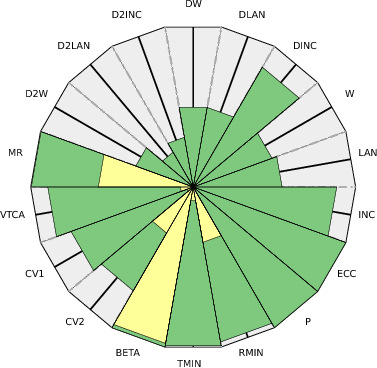 DW
D2INC
DLAN
D2LAN
DINC
D2W
W
MR
LAN
VTCA
INC
CV1
ECC
CV2
P
BETA
RMIN
TMIN